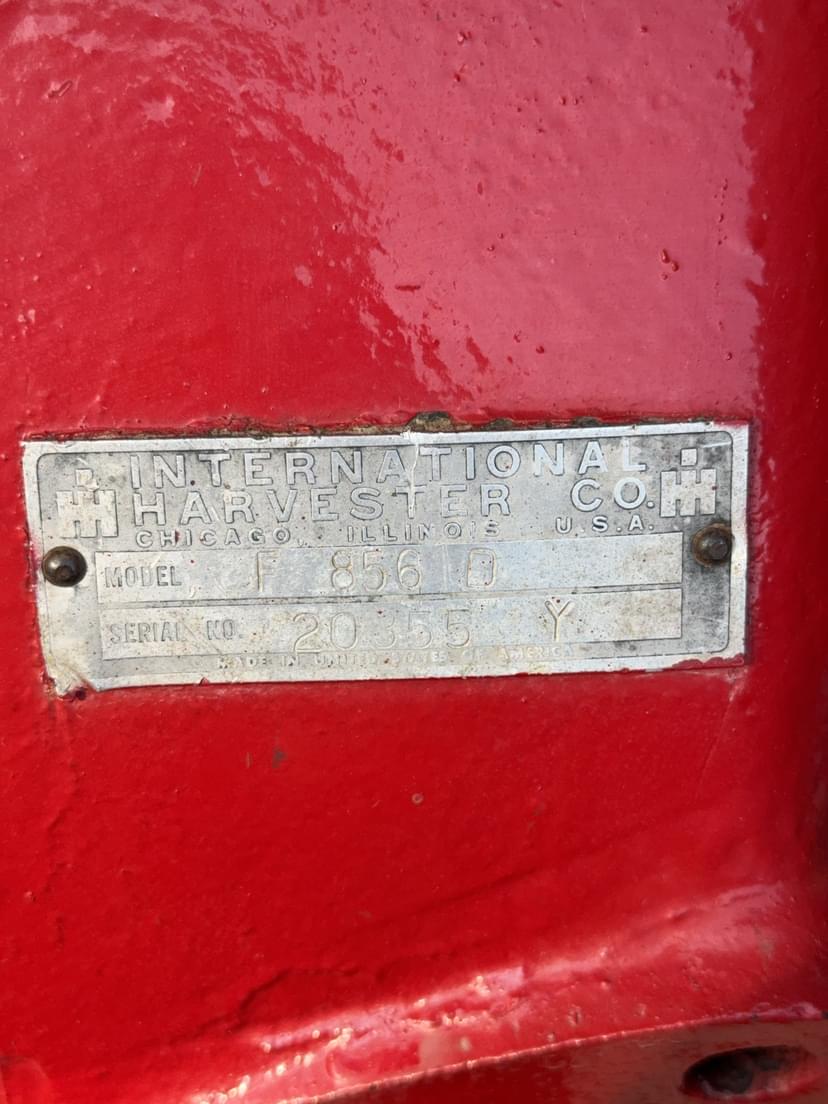 INTERNATIONAL
HARVESTER CO.
CHICAGO, ILLINOIS U.S.A.
MODEL F 856 D
SERIAL NO. 20355 Y
MADE IN UNITED STATES OF AMERICA